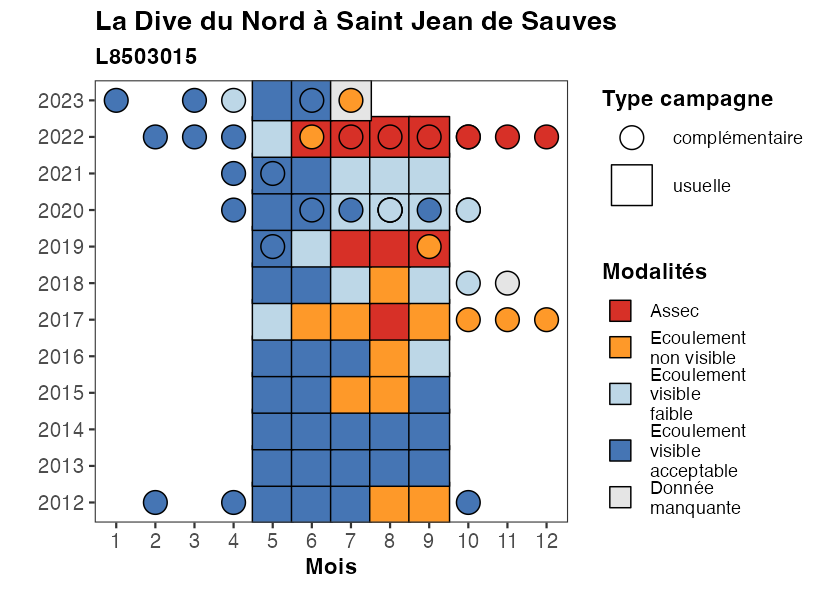 La Dive du Nord à Saint Jean de Sauves
L8503015
2023
2022
2021
2020
2019
2018
2017
2016
2015
2014
2013
2012
1 2 3 4 5 6 7 8 9 10 11 12
Mois
Type campagne
complémentaire
usuelle
Modalités
Assec
Ecoulement
non visible
Ecoulement
visible
faible
Ecoulement
visible
acceptable
Donnée
manquante